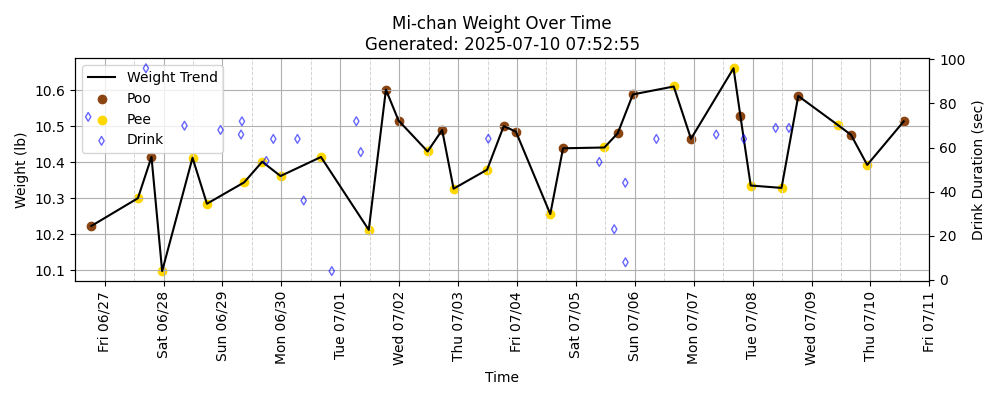 Mi-chan Weight Over Time
Generated: 2025-07-10 07:52:55
Weight Trend
Poo
Pee
Drink
Weight (lb)
10.6
10.5
10.4
10.3
10.2
10.1
100
80
60
40
20
0
Drink Duration (sec)
Fri 06/27
Sat 06/28
Sun 06/29
Mon 06/30
Tue 07/01
Wed 07/02
Thu 07/03
Fri 07/04
Sat 07/05
Sun 07/06
Mon 07/07
Tue 07/08
Wed 07/09
Thu 07/10
Fri 07/11
Time